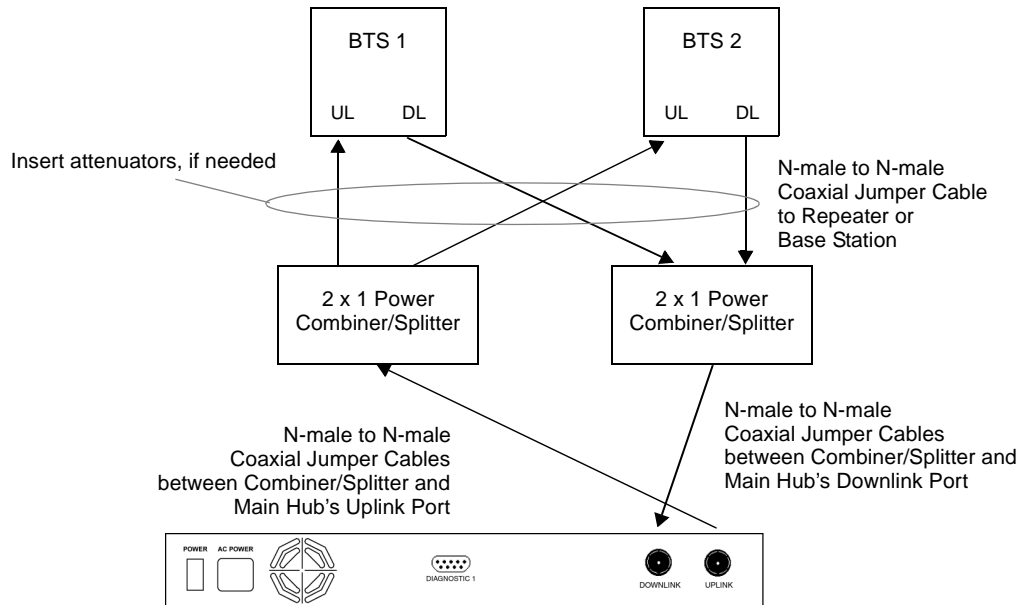 BTS 1
BTS 2
UL
DL
UL
DL
Insert attenuators, if needed
N-male to N-male
Coaxial Jumper Cable
to Repeater or
Base Station
2 x 1 Power
Combiner/Splitter
2 x 1 Power
Combiner/Splitter
N-male to N-male
Coaxial Jumper Cables
between Combiner/Splitter and
Main Hub's Uplink Port
N-male to N-male
Coaxial Jumper Cables
between Combiner/Splitter and
Main Hub's Downlink Port
POWER
AC POWER
DIAGNOSTIC 1
DOWNLINK
UPLINK